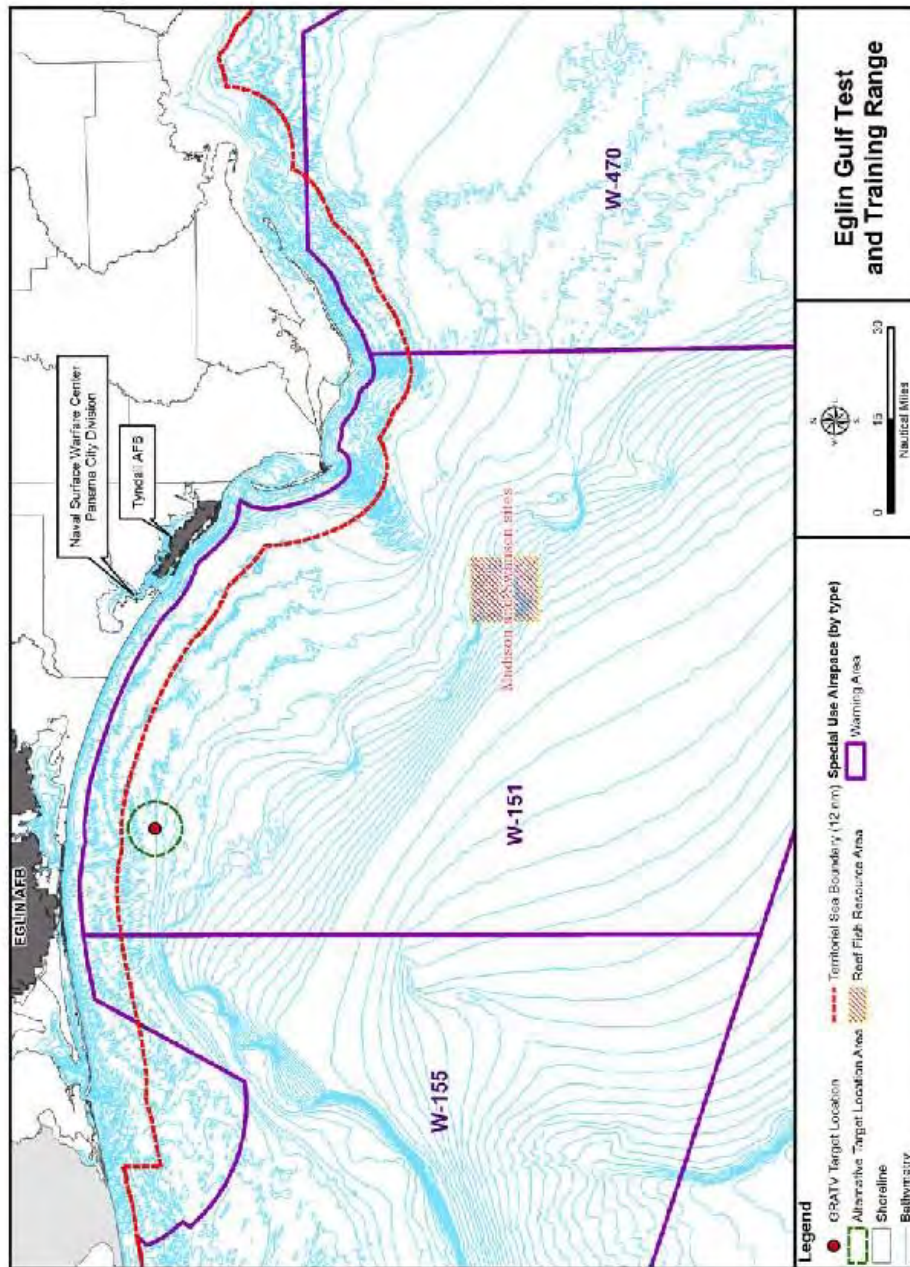 EGLIN AFB
Naval Surface Warfare Center
Panama City Division
Tyndall AFB
W-155
W-151
W-470
Madison and Swanson sites
Legend
GRATV Target Location
Alternative Target Location Area
Shoreline
Bathymetry
Territorial Sea Boundary (12 nm)
Reef Fish Resource Area
Special Use Airspace (by type)
Warning Area
N
S
0 15 30
Nautical Miles
Eglin Gulf Test
and Training Range